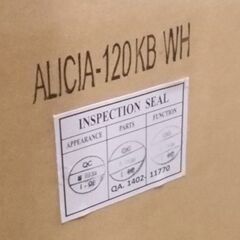 ALICIA-120 KB WH
INSPECTION SEAL
APPEARANCE PARTS FUNCTION
QC
QA. 1402- 11770